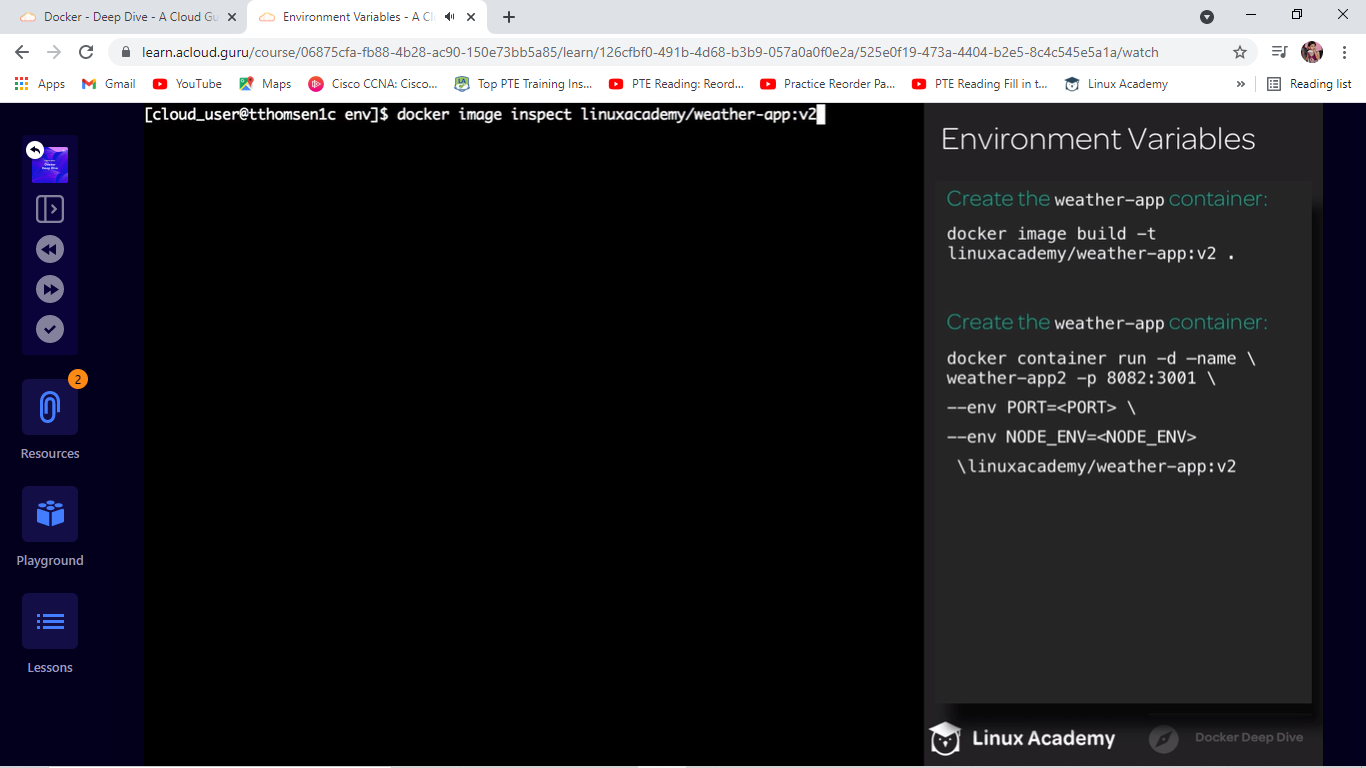 Docker - Deep Dive - A Cloud Gu
Environment Variables - A Cl
learn.acloud.guru/course/06875cfa-fb88-4b28-ac90-150e73bb5a85/learn/126cfbf0-491b-4d68-b3b9-057a0a0f0e2a/525e0f19-473a-4404-b2e5-8c4c545e5a1a/watch
Apps
Gmail
YouTube
Maps
Cisco CCNA: Cisco...
Top PTE Training Ins...
PTE Reading: Reord...
Practice Reorder Pa...
PTE Reading Fill in t...
Linux Academy
»
Reading list
[cloud_user@tthomsen1c env]$ docker image inspect linuxacademy/weather-app:v2
2
Resources
Playground
Lessons
Environment Variables
Create the weather-app container:
docker image build -t
linuxacademy/weather-app:v2 .
Create the weather-app container:
docker container run -d -name \
weather-app2 -p 8082:3001 \
--env PORT=<PORT> \
--env NODE_ENV=<NODE_ENV>
\linuxacademy/weather-app:v2
Linux Academy
Docker Deep Dive